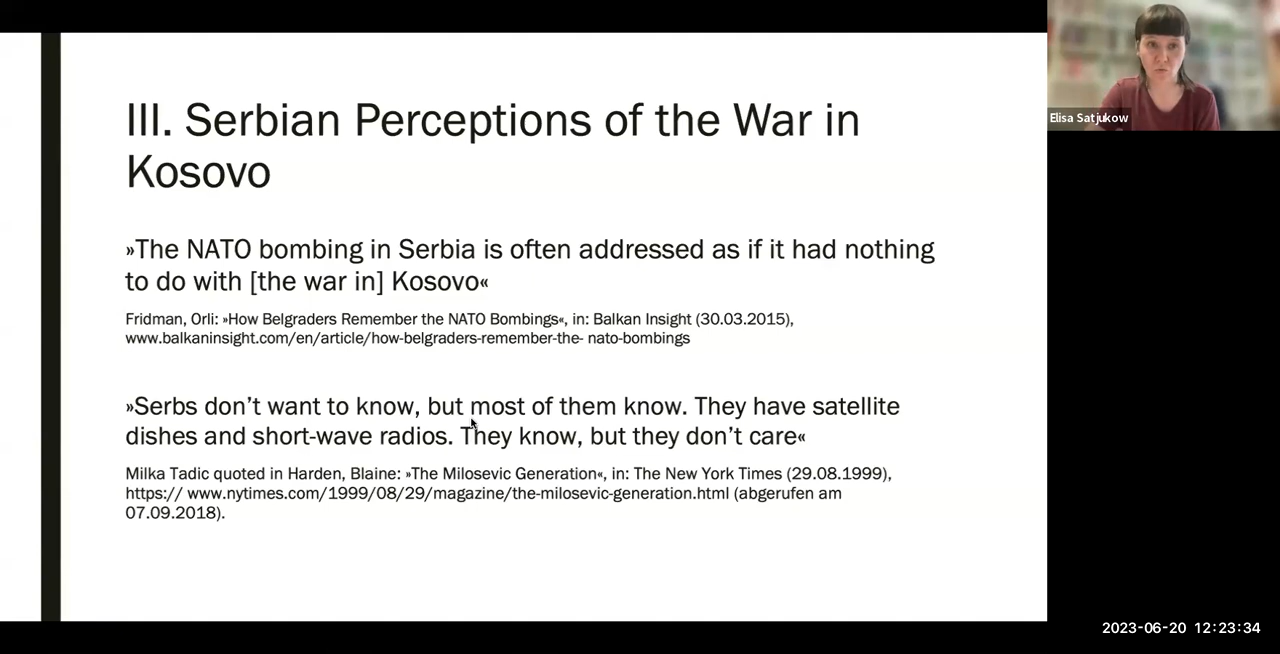 III. Serbian Perceptions of the War in
Kosovo
»The NATO bombing in Serbia is often addressed as if it had nothing
to do with [the war in] Kosovo«
Fridman, Orli: »How Belgraders Remember the NATO Bombings«, in: Balkan Insight (30.03.2015),
www.balkaninsight.com/en/article/how-belgraders-remember-the- nato-bombings
»Serbs don’t want to know, but most of them know. They have satellite
dishes and short-wave radios. They know, but they don’t care«
Milka Tadic quoted in Harden, Blaine: »The Milosevic Generation«, in: The New York Times (29.08.1999),
https:// www.nytimes.com/1999/08/29/magazine/the-milosevic-generation.html (abgerufen am
07.09.2018).
Elisa Satjukow
2023-06-20 12:23:34